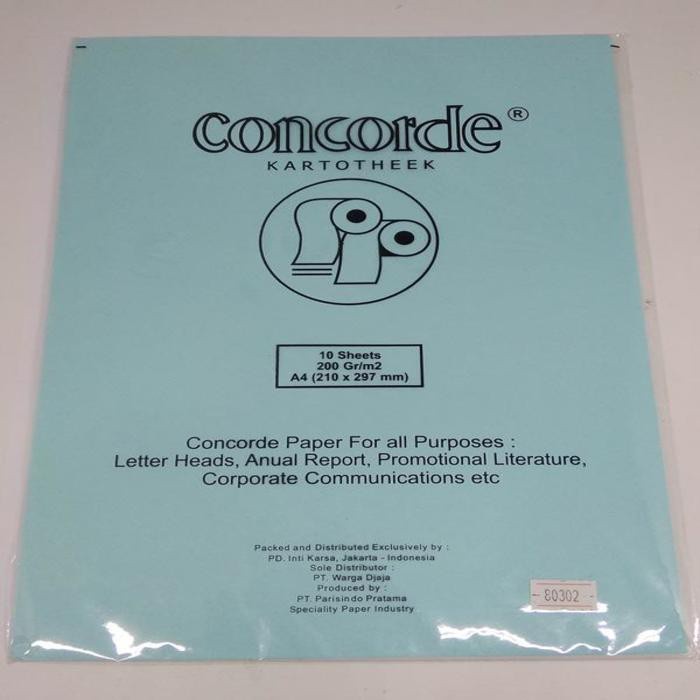 concorde ®
KARTOTHEEK
10 Sheets
200 Gr/m2
A4 (210 x 297 mm)
Concorde Paper For all Purposes :
Letter Heads, Anual Report, Promotional Literature,
Corporate Communications etc
Packed and Distributed Exclusively by :
PD. Inti Karsa, Jakarta - Indonesia
Sole Distributor :
PT. Warga Djaja
Produced by :
PT. Parisindo Pratama
Speciality Paper Industry
- 80302 -